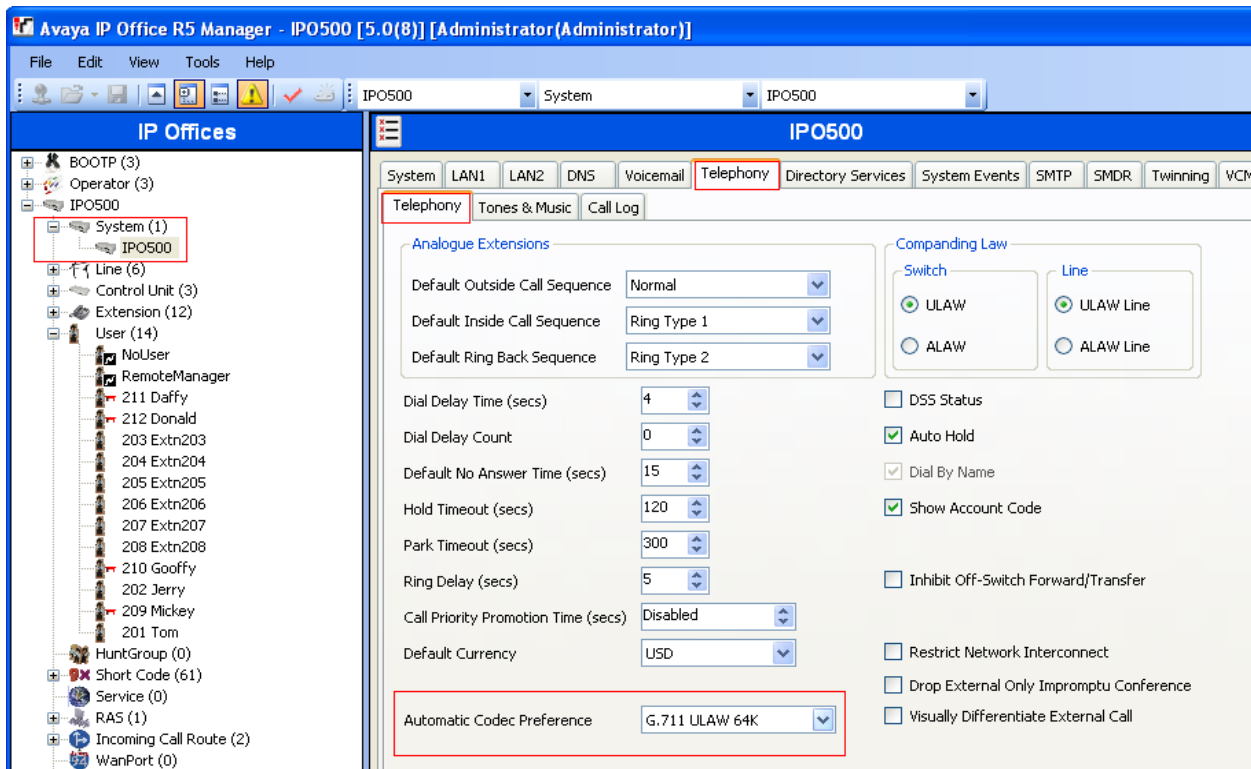 Avaya IP Office R5 Manager - IPO500 [5.0(8)] [Administrator(Administrator)]
File Edit View Tools Help
IPO500 System IPO500
IP Offices
BOOTP (3)
Operator (3)
IPO500
System (1)
IPO500
Line (6)
Control Unit (3)
Extension (12)
User (14)
NoUser
RemoteManager
211 Daffy
212 Donald
203 Extn203
204 Extn204
205 Extn205
206 Extn206
207 Extn207
208 Extn208
210 Gooffy
202 Jerry
209 Mickey
201 Tom
HuntGroup (0)
Short Code (61)
Service (0)
RAS (1)
Incoming Call Route (2)
WanPort (0)
IPO500
System LAN1 LAN2 DNS Voicemail Telephony Directory Services System Events SMTP SMDR Twinning VCM
Telephony Tones & Music Call Log
Analogue Extensions
Default Outside Call Sequence Normal
Default Inside Call Sequence Ring Type 1
Default Ring Back Sequence Ring Type 2
Companding Law
Switch Line
ULAW ULAW Line
ALAW ALAW Line
Dial Delay Time (secs) 4 DSS Status
Dial Delay Count 0 Auto Hold
Default No Answer Time (secs) 15 Dial By Name
Hold Timeout (secs) 120 Show Account Code
Park Timeout (secs) 300
Ring Delay (secs) 5 Inhibit Off-Switch Forward/Transfer
Call Priority Promotion Time (secs) Disabled
Default Currency USD Restrict Network Interconnect
Drop External Only Impromptu Conference
Automatic Codec Preference G.711 ULAW 64K Visually Differentiate External Call